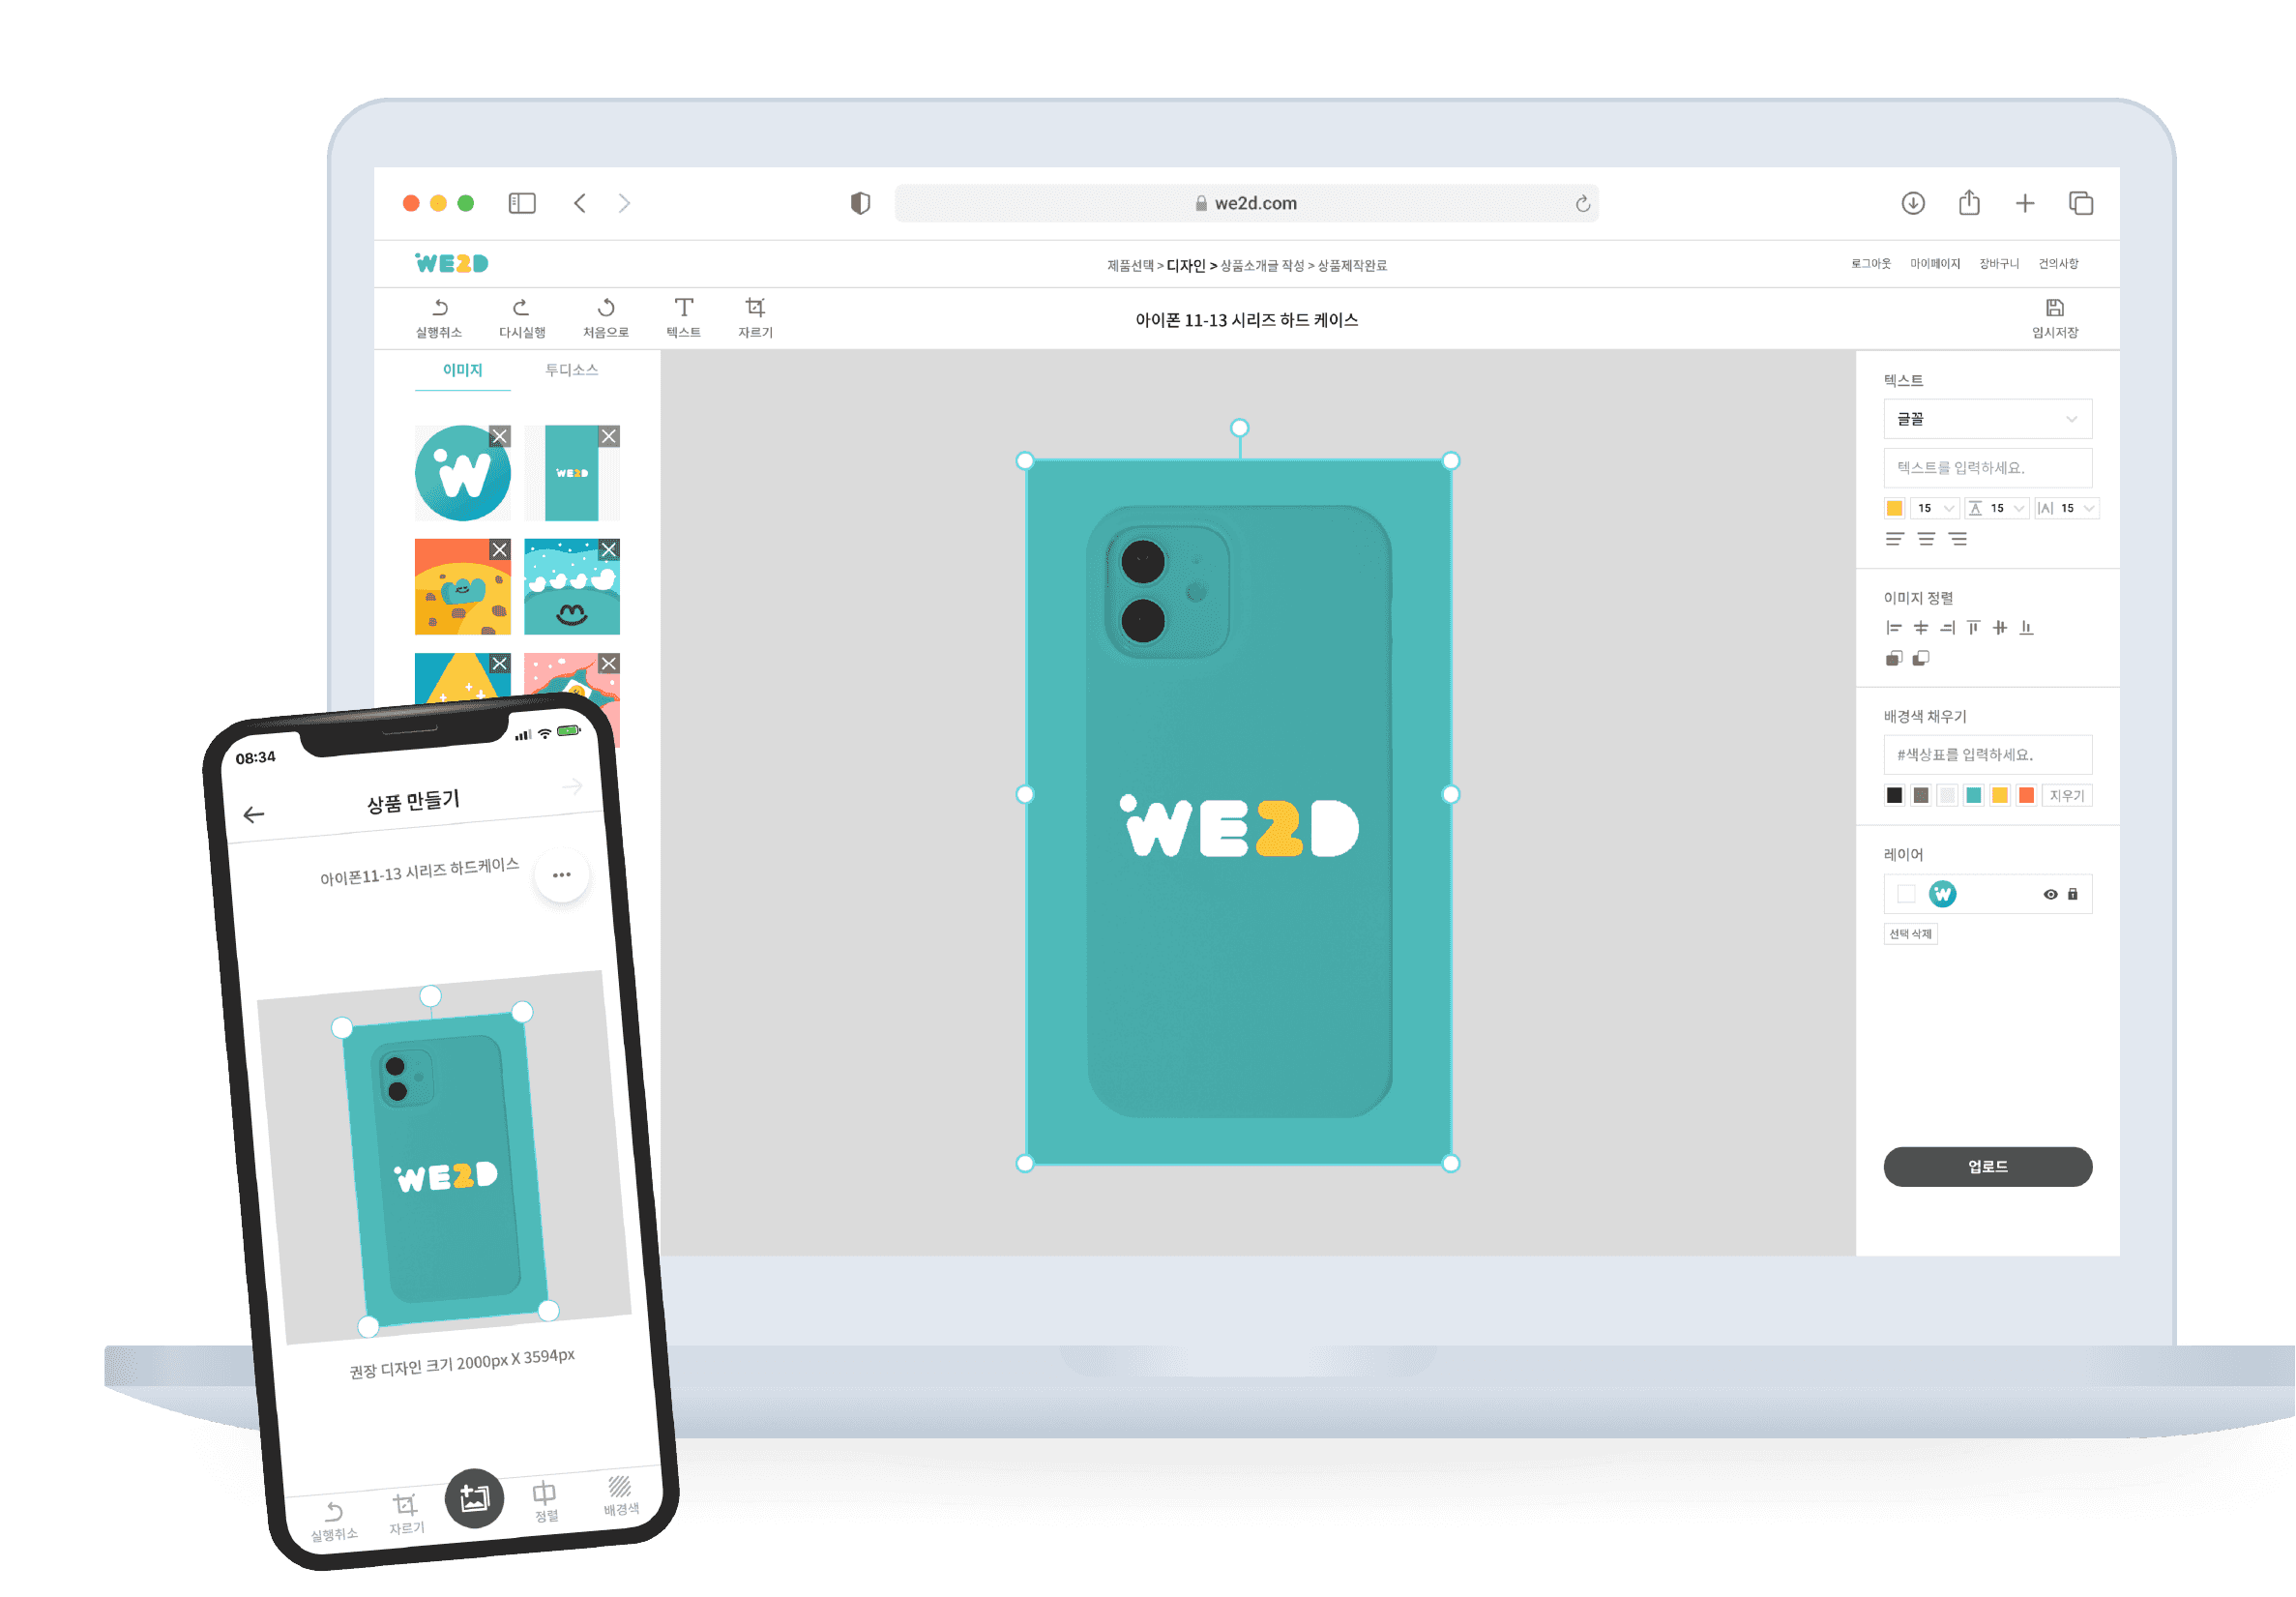 we2d.com
WE2D
제품선택 > 디자인 > 상품소개글 작성 > 상품제작완료
로그아웃 마이페이지 장바구니 건의사항
실행취소 다시실행 처음으로 텍스트 자르기
아이폰 11-13 시리즈 하드 케이스
임시저장
이미지 투디소스
W
WE2D
WE2D
텍스트
글꼴
텍스트를 입력하세요.
15 A 15 |A| 15
이미지 정렬
배경색 채우기
#색상표를 입력하세요.
지우기
레이어
W
선택 삭제
업로드
08:34
상품 만들기
아이폰11-13 시리즈 하드케이스
WE2D
권장 디자인 크기 2000px X 3594px
실행취소 자르기 정렬 배경색